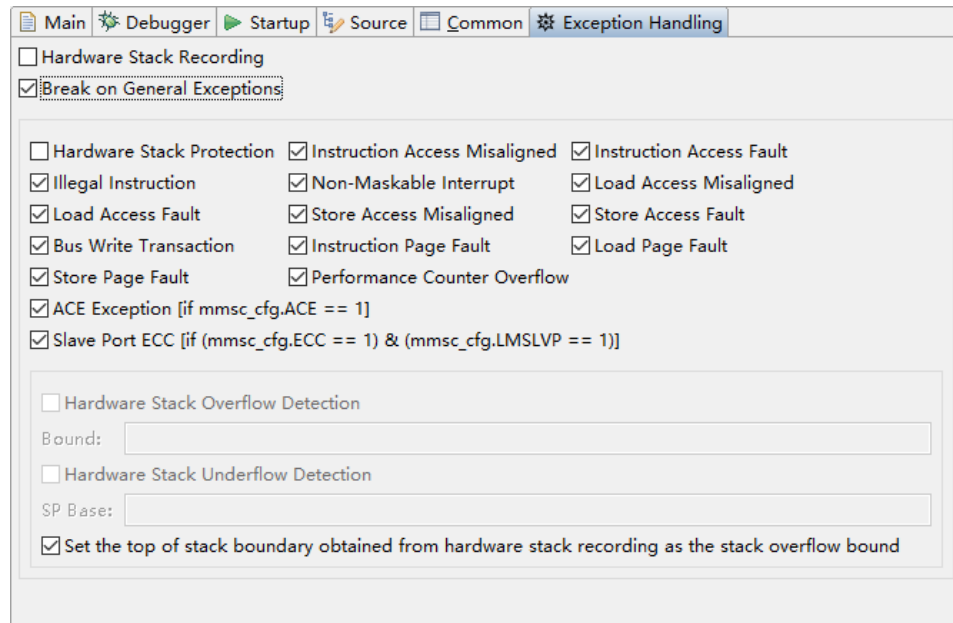 Main Debugger Startup Source Common Exception Handling
Hardware Stack Recording
Break on General Exceptions
Hardware Stack Protection Instruction Access Misaligned Instruction Access Fault
Illegal Instruction Non-Maskable Interrupt Load Access Misaligned
Load Access Fault Store Access Misaligned Store Access Fault
Bus Write Transaction Instruction Page Fault Load Page Fault
Store Page Fault Performance Counter Overflow
ACE Exception [if mmsc_cfg.ACE == 1]
Slave Port ECC [if (mmsc_cfg.ECC == 1) & (mmsc_cfg.LMSLVP == 1)]
Hardware Stack Overflow Detection
Bound:
Hardware Stack Underflow Detection
SP Base:
Set the top of stack boundary obtained from hardware stack recording as the stack overflow bound